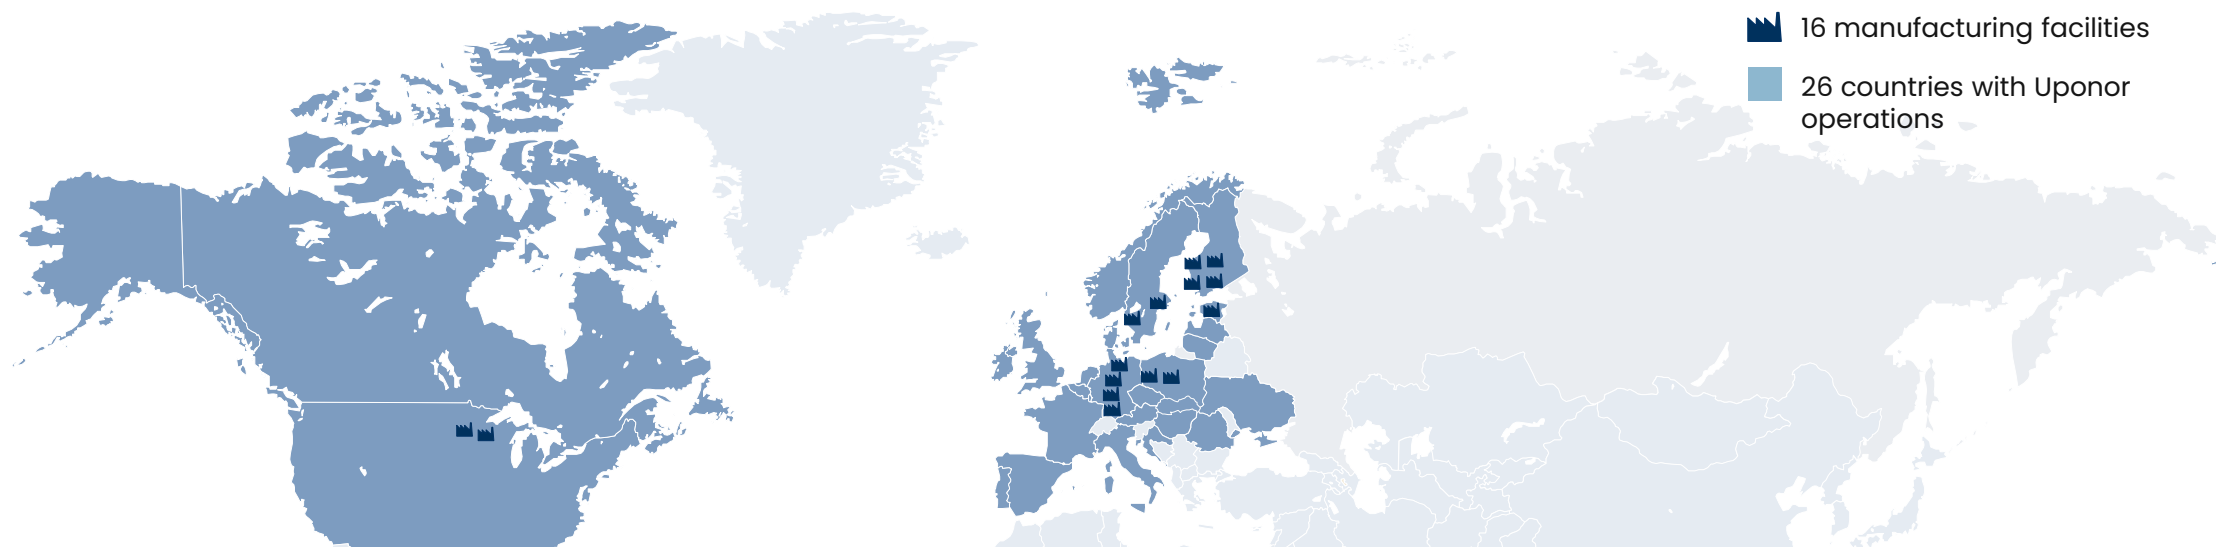 16 manufacturing facilities
26 countries with Uponor
operations